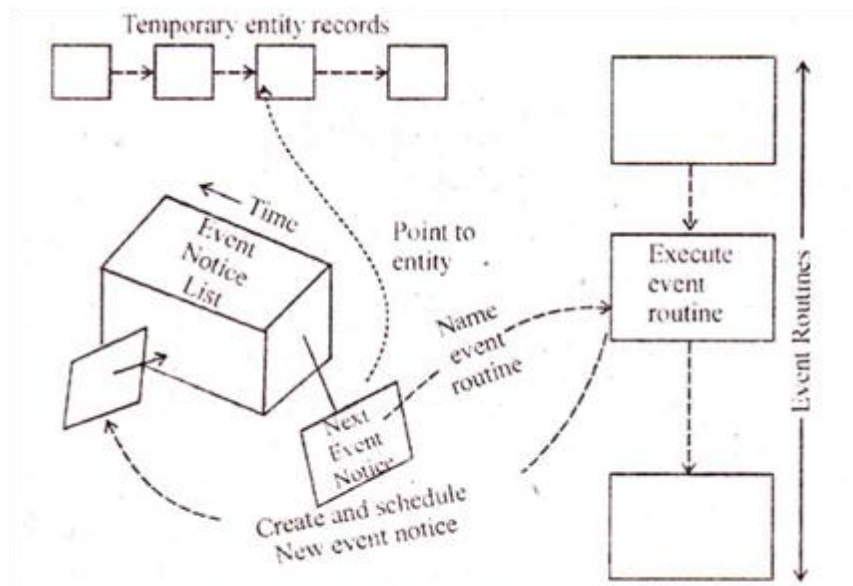 Temporary entity records
Time
Event
Notice
List
Point to
entity
Name
event
routine
Execute
event
routine
Event Routines
Next
Event
Notice
Create and schedule
New event notice